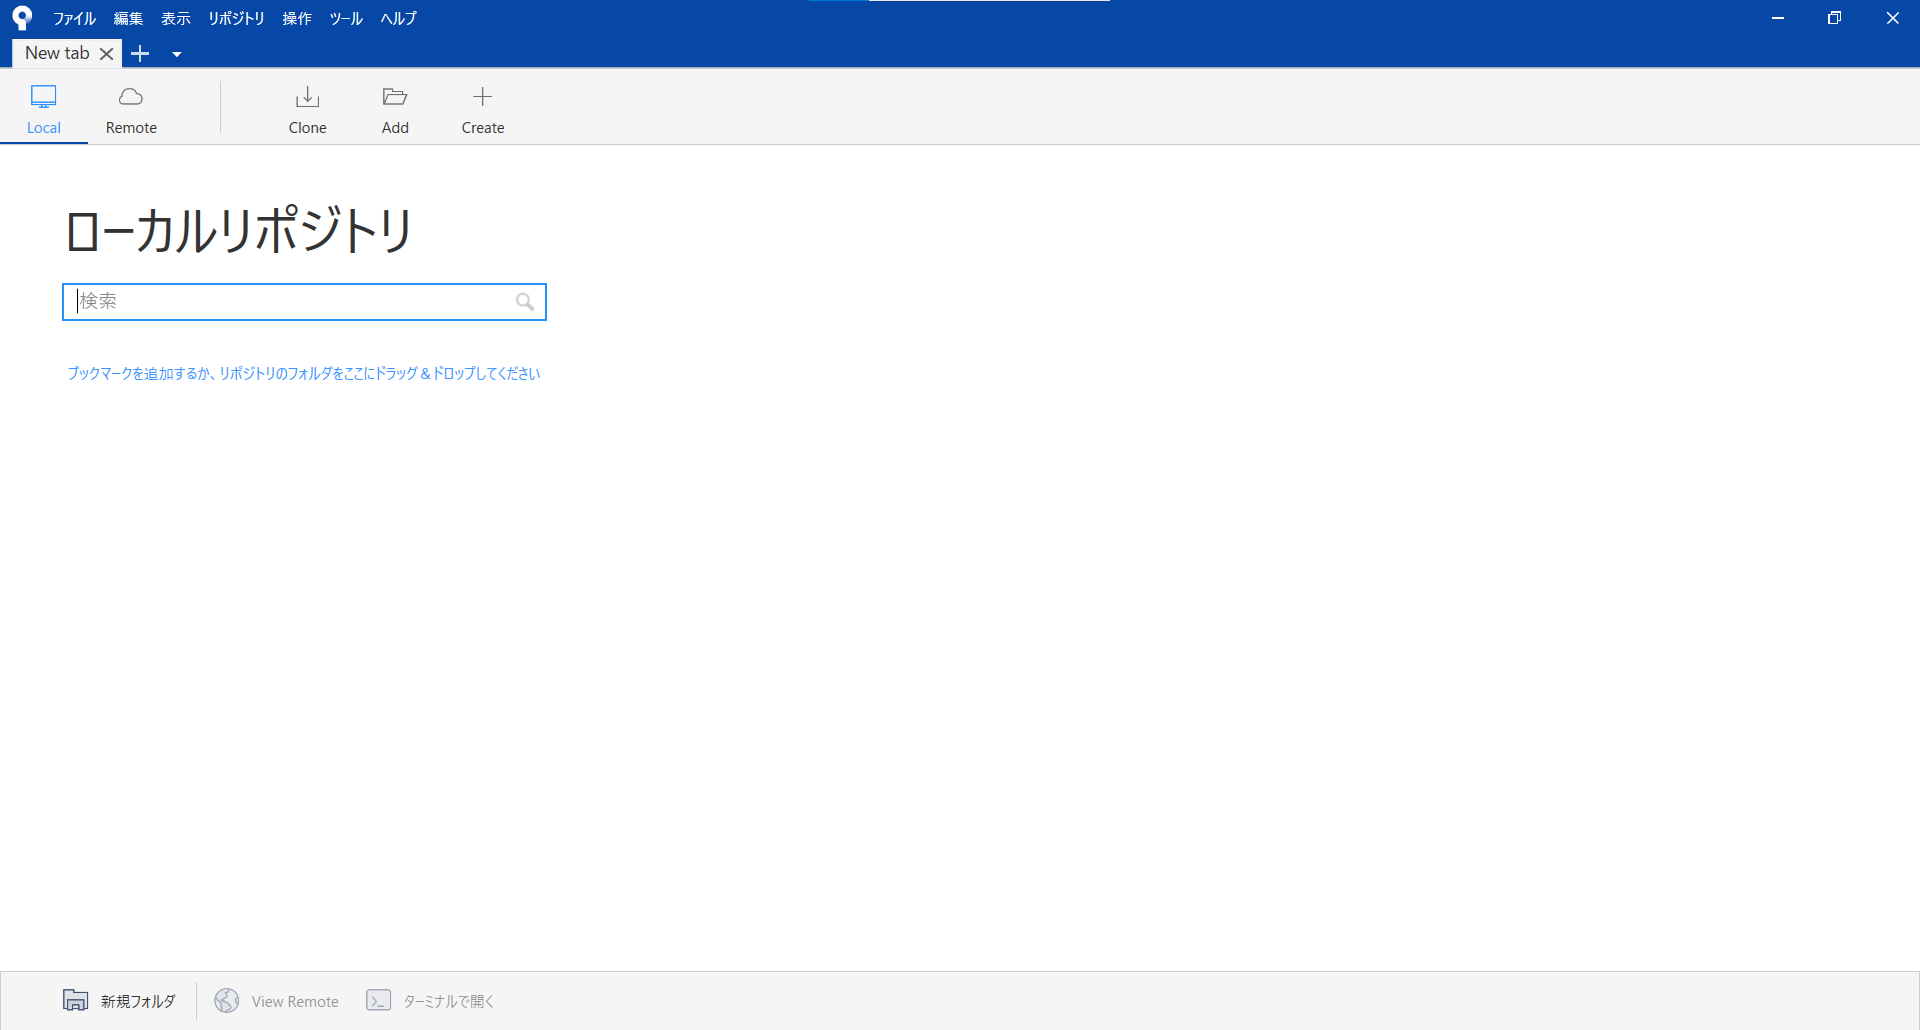 ファイル 編集 表示 リポジトリ 操作 ツール ヘルプ
New tab
Local Remote Clone Add Create
ローカルリポジトリ
検索
ブックマークを追加するか、リポジトリのフォルダをここにドラッグ＆ドロップしてください
新規フォルダ View Remote ターミナルで開く